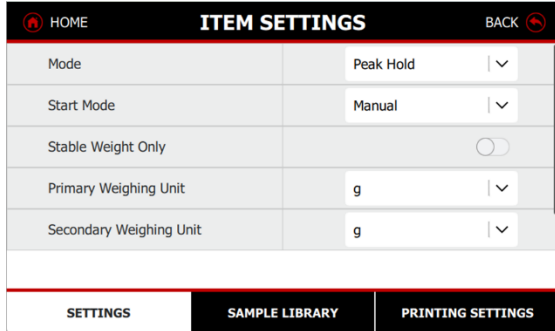 HOME ITEM SETTINGS BACK
Mode Peak Hold
Start Mode Manual
Stable Weight Only
Primary Weighing Unit g
Secondary Weighing Unit g
SETTINGS SAMPLE LIBRARY PRINTING SETTINGS